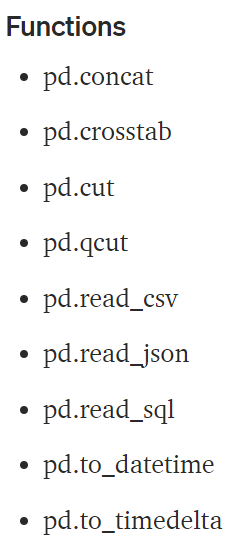 Functions
• pd.concat
• pd.crosstab
• pd.cut
• pd.qcut
• pd.read_csv
• pd.read_json
• pd.read_sql
• pd.to_datetime
• pd.to_timedelta